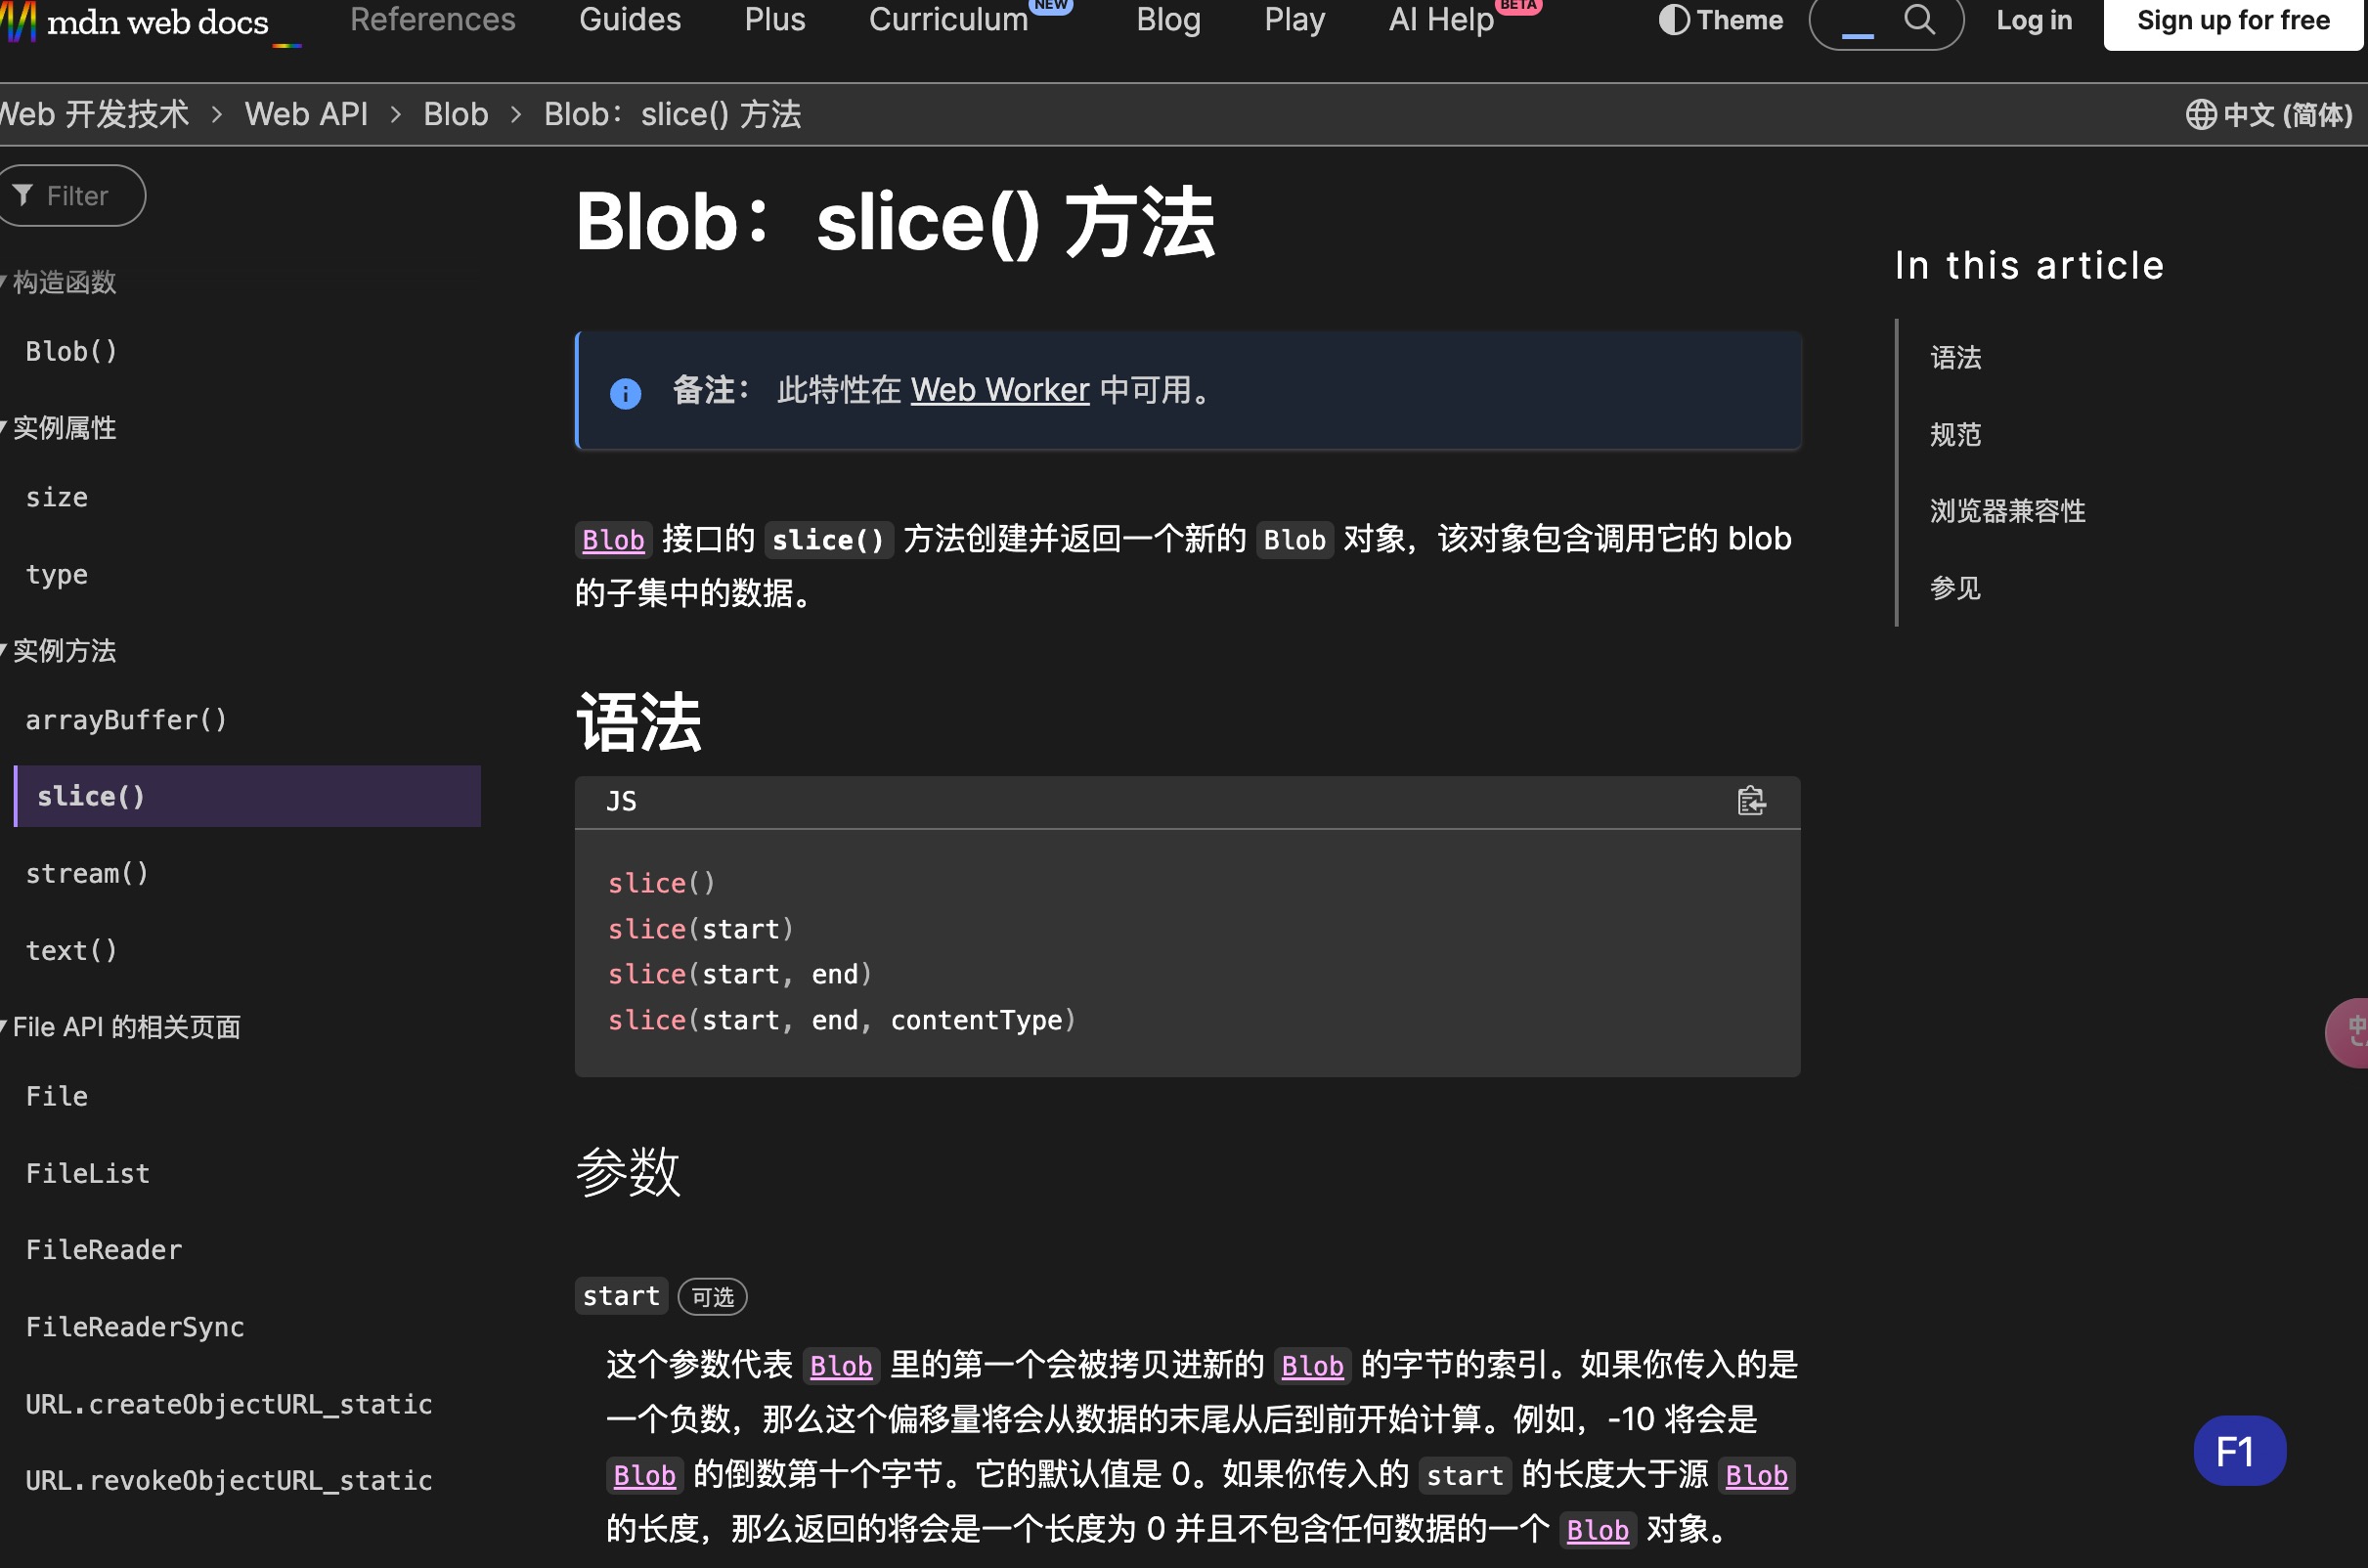 mdn web docs
References
Guides
Plus
Curriculum NEW
Blog
Play
AI Help BETA
Theme
Log in
Sign up for free
Web 开发技术 > Web API > Blob > Blob：slice() 方法
中文 (简体)
Filter
构造函数
Blob()
实例属性
size
type
实例方法
arrayBuffer()
slice()
stream()
text()
File API 的相关页面
File
FileList
FileReader
FileReaderSync
URL.createObjectURL_static
URL.revokeObjectURL_static
Blob：slice() 方法
备注： 此特性在 Web Worker 中可用。
Blob 接口的 slice() 方法创建并返回一个新的 Blob 对象，该对象包含调用它的 blob
的子集中的数据。
语法
JS
slice()
slice(start)
slice(start, end)
slice(start, end, contentType)
参数
start 可选
这个参数代表 Blob 里的第一个会被拷贝进新的 Blob 的字节的索引。如果你传入的是
一个负数，那么这个偏移量将会从数据的末尾从后到前开始计算。例如，-10 将会是
Blob 的倒数第十个字节。它的默认值是 0。如果你传入的 start 的长度大于源 Blob
的长度，那么返回的将会是一个长度为 0 并且不包含任何数据的一个 Blob 对象。
In this article
语法
规范
浏览器兼容性
参见
F1